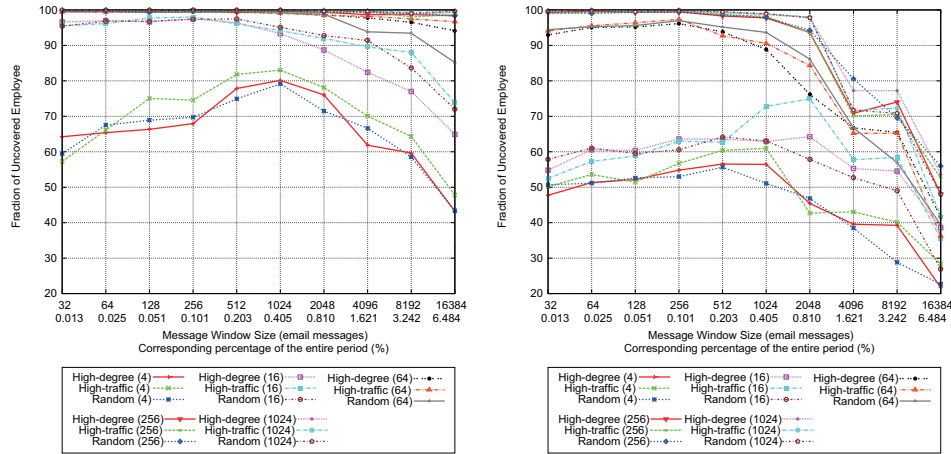 Fraction of Uncovered Employee
100
90
80
70
60
50
40
30
20
32 64 128 256 512 1024 2048 4096 8192 16384
0.013 0.025 0.051 0.101 0.203 0.405 0.810 1.621 3.242 6.484
Message Window Size (email messages)
Corresponding percentage of the entire period (%)
High-degree (4) High-degree (16) High-degree (64)
High-traffic (4) High-traffic (16) High-traffic (64)
Random (4) Random (16) Random (64)
High-degree (256) High-degree (1024)
High-traffic (256) High-traffic (1024)
Random (256) Random (1024)
Fraction of Uncovered Employee
100
90
80
70
60
50
40
30
20
32 64 128 256 512 1024 2048 4096 8192 16384
0.013 0.025 0.051 0.101 0.203 0.405 0.810 1.621 3.242 6.484
Message Window Size (email messages)
Corresponding percentage of the entire period (%)
High-degree (4) High-degree (16) High-degree (64)
High-traffic (4) High-traffic (16) High-traffic (64)
Random (4) Random (16) Random (64)
High-degree (256) High-degree (1024)
High-traffic (256) High-traffic (1024)
Random (256) Random (1024)